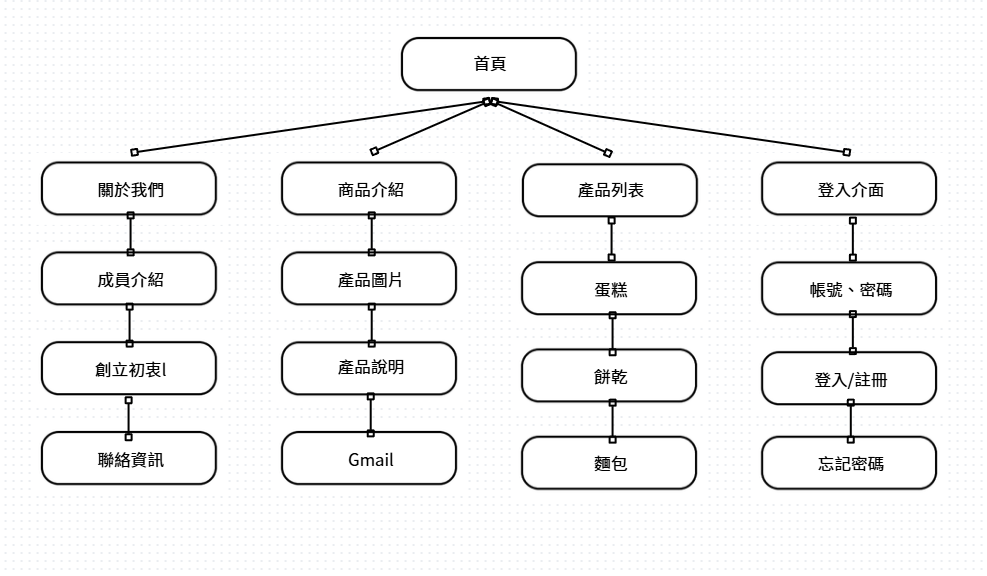 首頁
關於我們
商品介紹
產品列表
登入介面
成員介紹
產品圖片
蛋糕
帳號、密碼
創立初衷l
產品說明
餅乾
登入/註冊
聯絡資訊
Gmail
麵包
忘記密碼